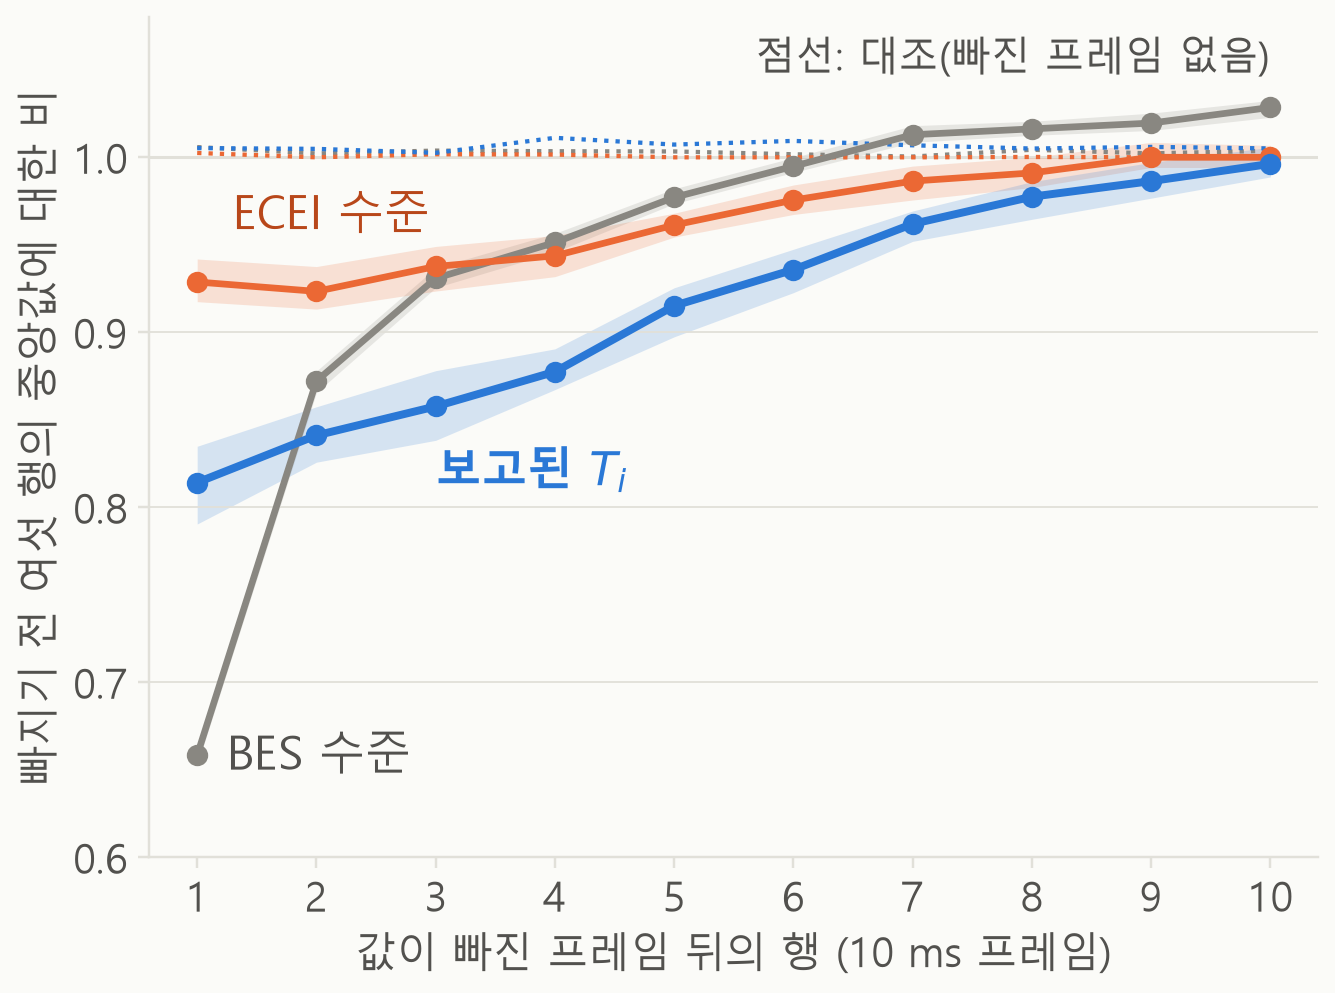 점선: 대조(빠진 프레임 없음)
빠지기 전 여섯 행의 중앙값에 대한 비
1.0
0.9
0.8
0.7
0.6
ECEI 수준
보고된 Ti
BES 수준
1 2 3 4 5 6 7 8 9 10
값이 빠진 프레임 뒤의 행 (10 ms 프레임)